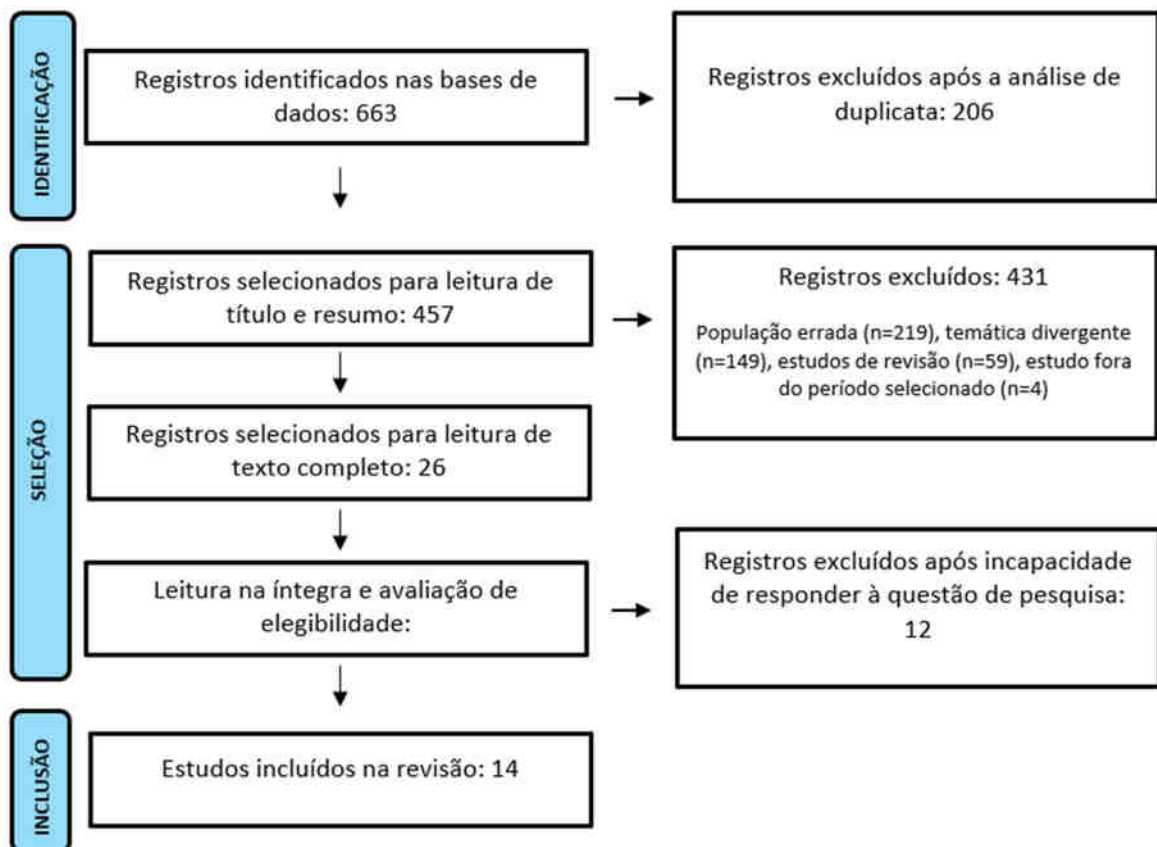 IDENTIFICAÇÃO
Registros identificados nas bases de
dados: 663
Registros excluídos após a análise de
duplicata: 206
SELEÇÃO
Registros selecionados para leitura de
título e resumo: 457
Registros excluídos: 431
População errada (n=219), temática divergente
(n=149), estudos de revisão (n=59), estudo fora
do período selecionado (n=4)
Registros selecionados para leitura de
texto completo: 26
Leitura na íntegra e avaliação de
elegibilidade:
Registros excluídos após incapacidade
de responder à questão de pesquisa:
12
INCLUSÃO
Estudos incluídos na revisão: 14